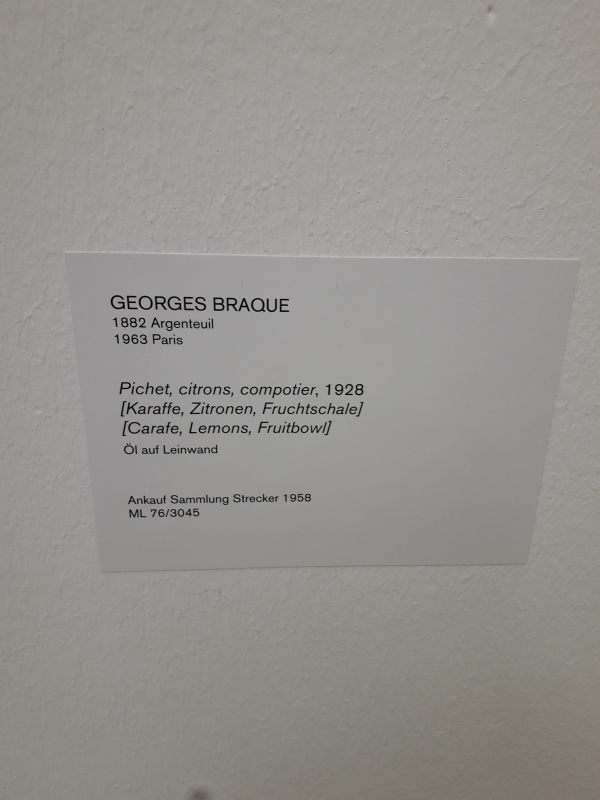 GEORGES BRAQUE
1882 Argenteuil
1963 Paris
Pichet, citrons, compotier, 1928
[Karaffe, Zitronen, Fruchtschale]
[Carafe, Lemons, Fruitbowl]
Öl auf Leinwand
Ankauf Sammlung Strecker 1958
ML 76/3045